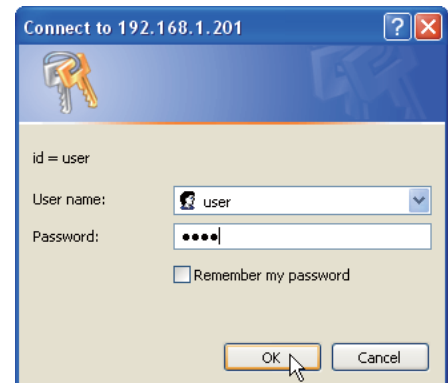 Connect to 192.168.1.201
id = user
User name: user
Password: ●●●●
Remember my password
OK Cancel